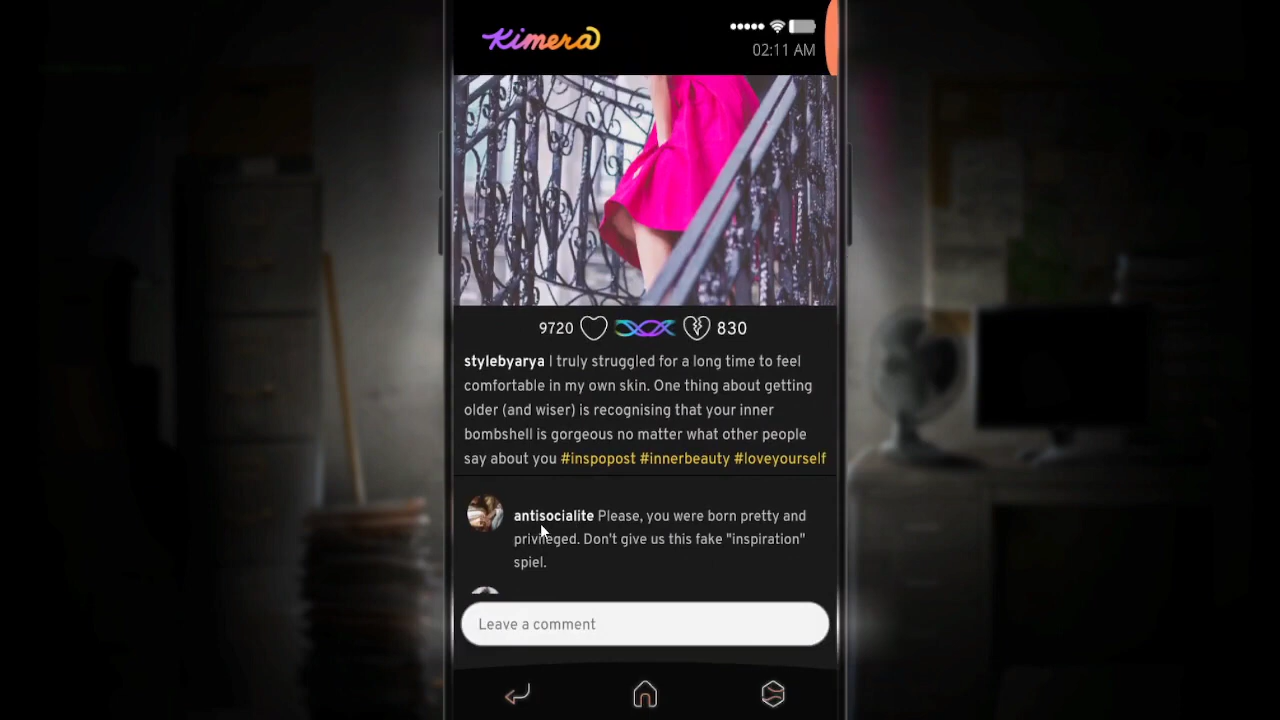 Kimera
02:11 AM
9720 830
stylebyarya I truly struggled for a long time to feel
comfortable in my own skin. One thing about getting
older (and wiser) is recognising that your inner
bombshell is gorgeous no matter what other people
say about you #inspopost #innerbeauty #loveyourself
antisocialite Please, you were born pretty and
privileged. Don't give us this fake "inspiration"
spiel.
Leave a comment